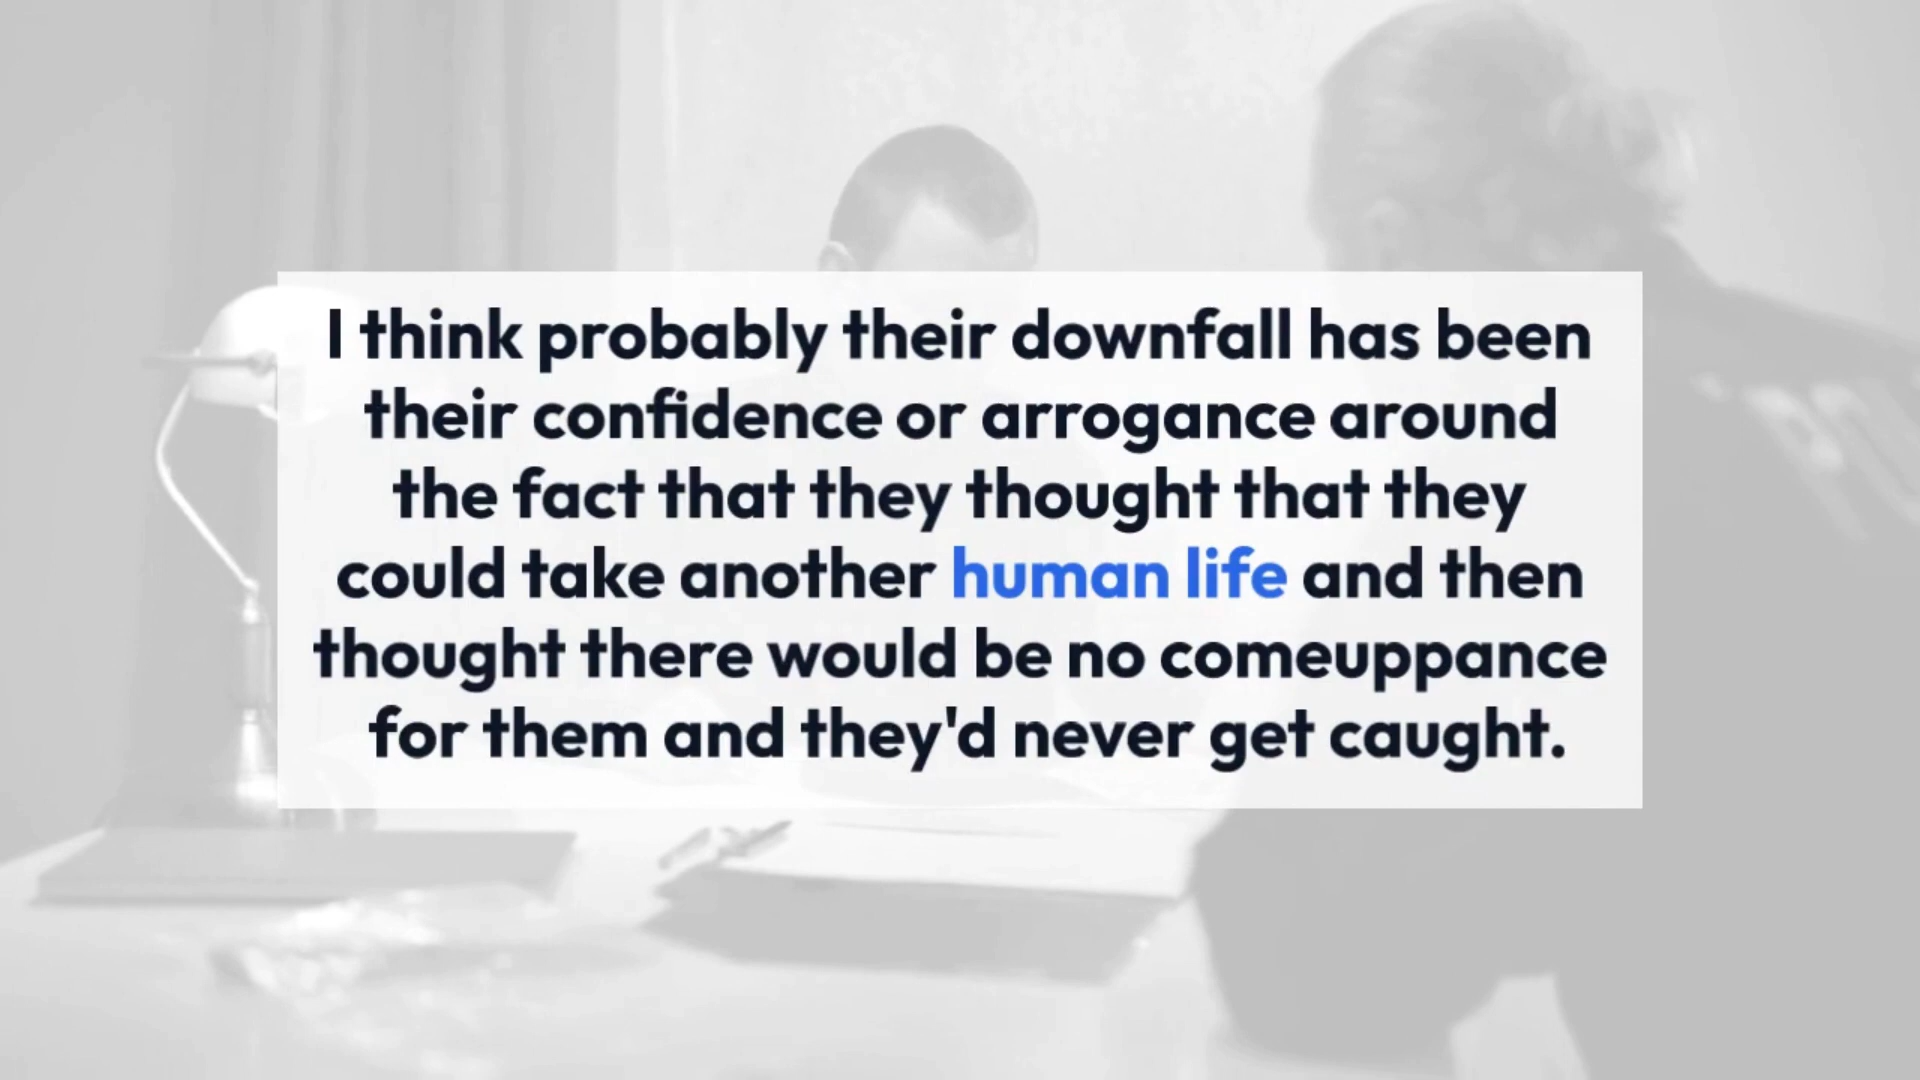 I think probably their downfall has been
their confidence or arrogance around
the fact that they thought that they
could take another human life and then
thought there would be no comeuppance
for them and they'd never get caught.